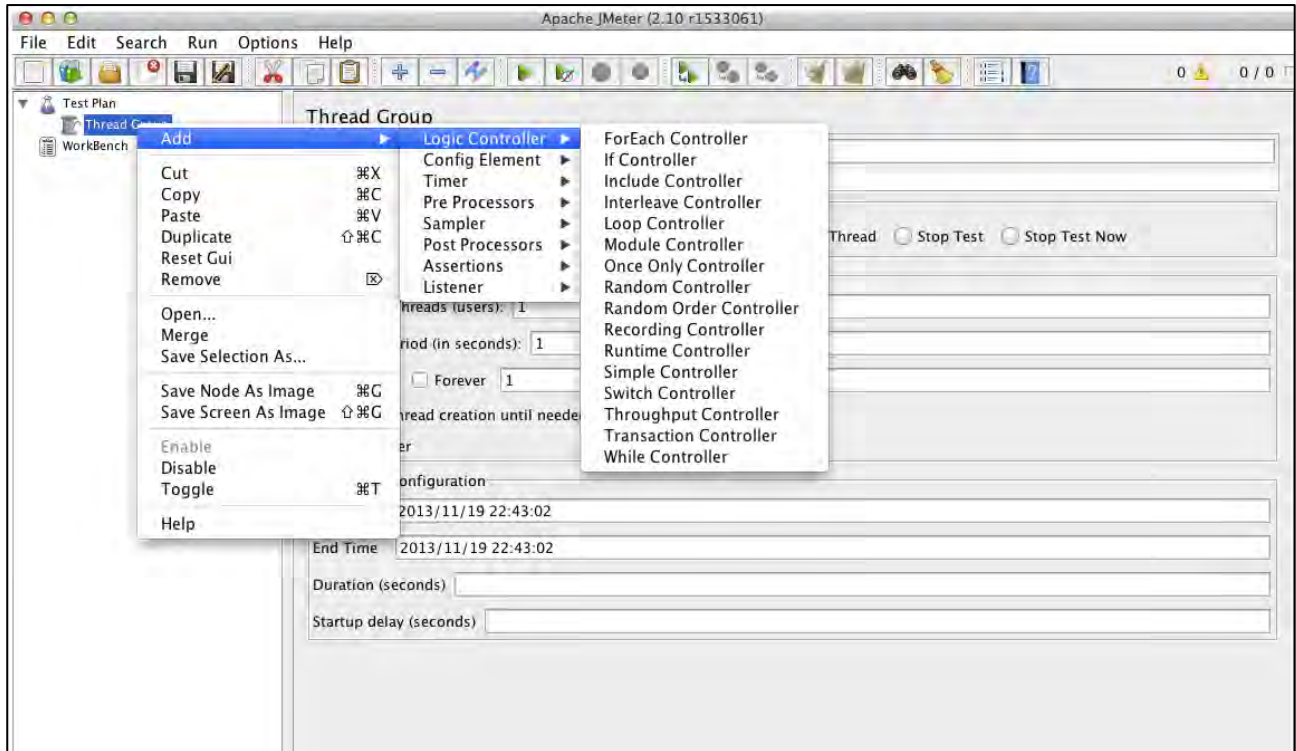 Apache JMeter (2.10 r1533061)
File Edit Search Run Options Help
0 0 / 0
Test Plan
Thread
WorkBench
Thread Group
Add
Cut ⌘X
Copy ⌘C
Paste ⌘V
Duplicate ⇧⌘C
Reset Gui
Remove ⌦
Open...
Merge
Save Selection As...
Save Node As Image ⌘G
Save Screen As Image ⇧⌘G
Enable
Disable
Toggle ⌘T
Help
Logic Controller
Config Element
Timer
Pre Processors
Sampler
Post Processors
Assertions
Listener
ForEach Controller
If Controller
Include Controller
Interleave Controller
Loop Controller
Module Controller
Once Only Controller
Random Controller
Random Order Controller
Recording Controller
Runtime Controller
Simple Controller
Switch Controller
Throughput Controller
Transaction Controller
While Controller
Thread Stop Test Stop Test Now
hreads (users): 1
riod (in seconds): 1
Forever 1
hread creation until neede
er
onfiguration
2013/11/19 22:43:02
End Time 2013/11/19 22:43:02
Duration (seconds)
Startup delay (seconds)